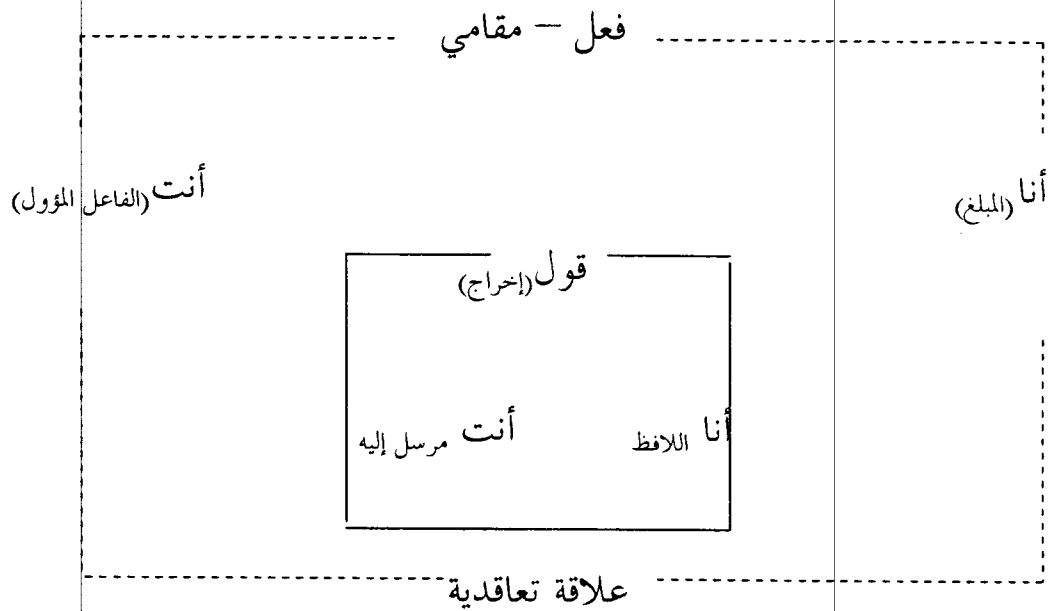 فعل – مقامي
أنا (المبلغ)
أنت (الفاعل المؤول)
قول (إخراج)
أنا اللافظ
أنت مرسل إليه
علاقة تعاقدية